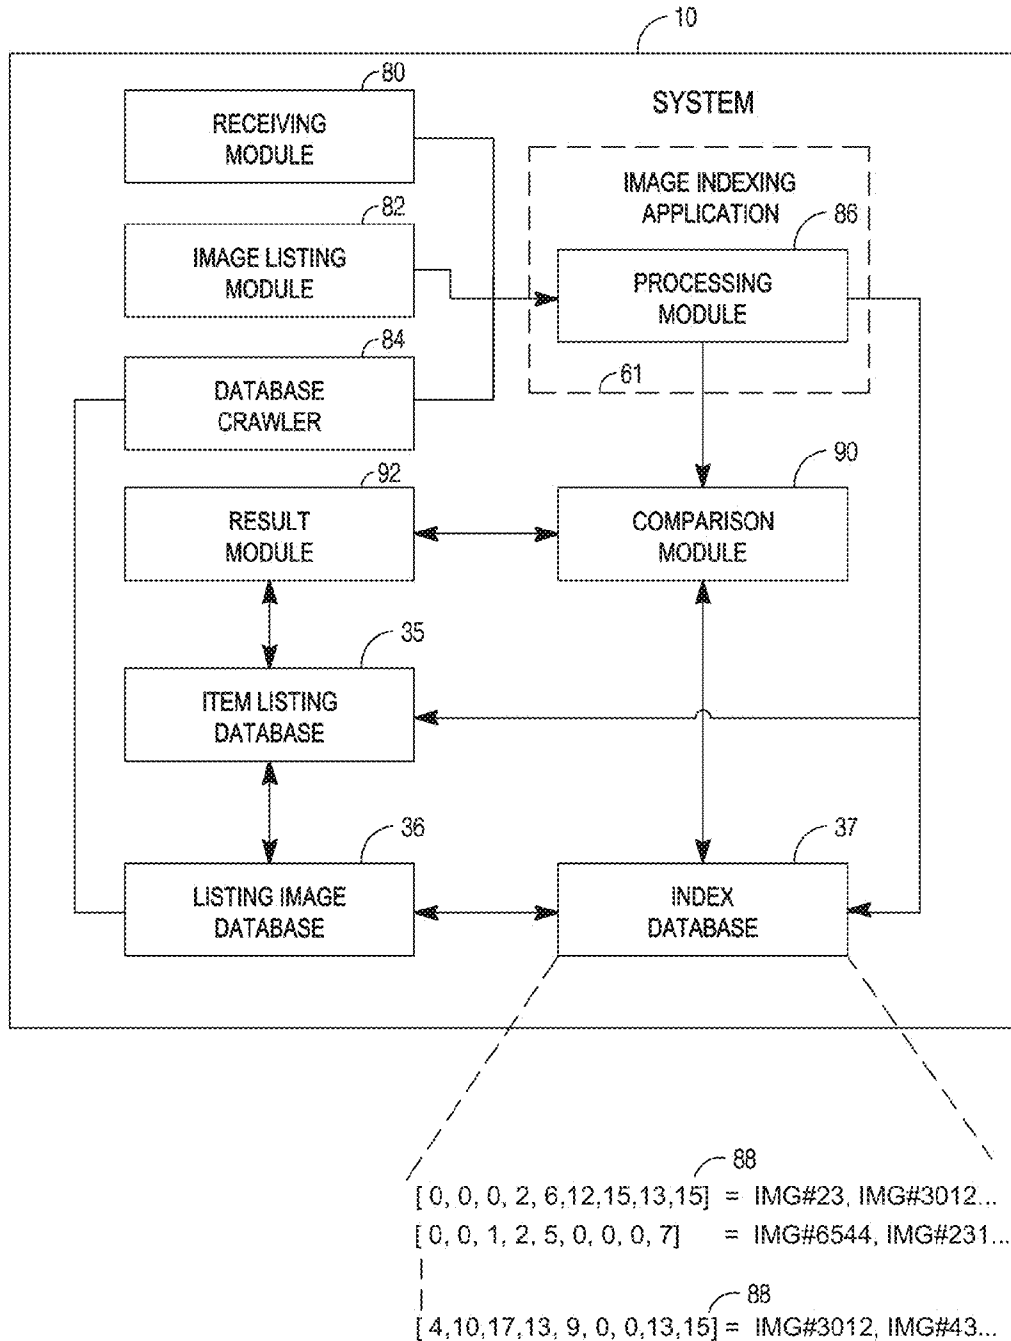 10
SYSTEM
80
RECEIVING
MODULE
82
IMAGE LISTING
MODULE
84
DATABASE
CRAWLER
IMAGE INDEXING
APPLICATION
86
PROCESSING
MODULE
61
92
RESULT
MODULE
90
COMPARISON
MODULE
35
ITEM LISTING
DATABASE
36
LISTING IMAGE
DATABASE
37
INDEX
DATABASE
88
[ 0, 0, 0, 2, 6,12,15,13,15] = IMG#23, IMG#3012...
[ 0, 0, 1, 2, 5, 0, 0, 0, 7] = IMG#6544, IMG#231...
88
[ 4,10,17,13, 9, 0, 0,13,15] = IMG#3012, IMG#43...